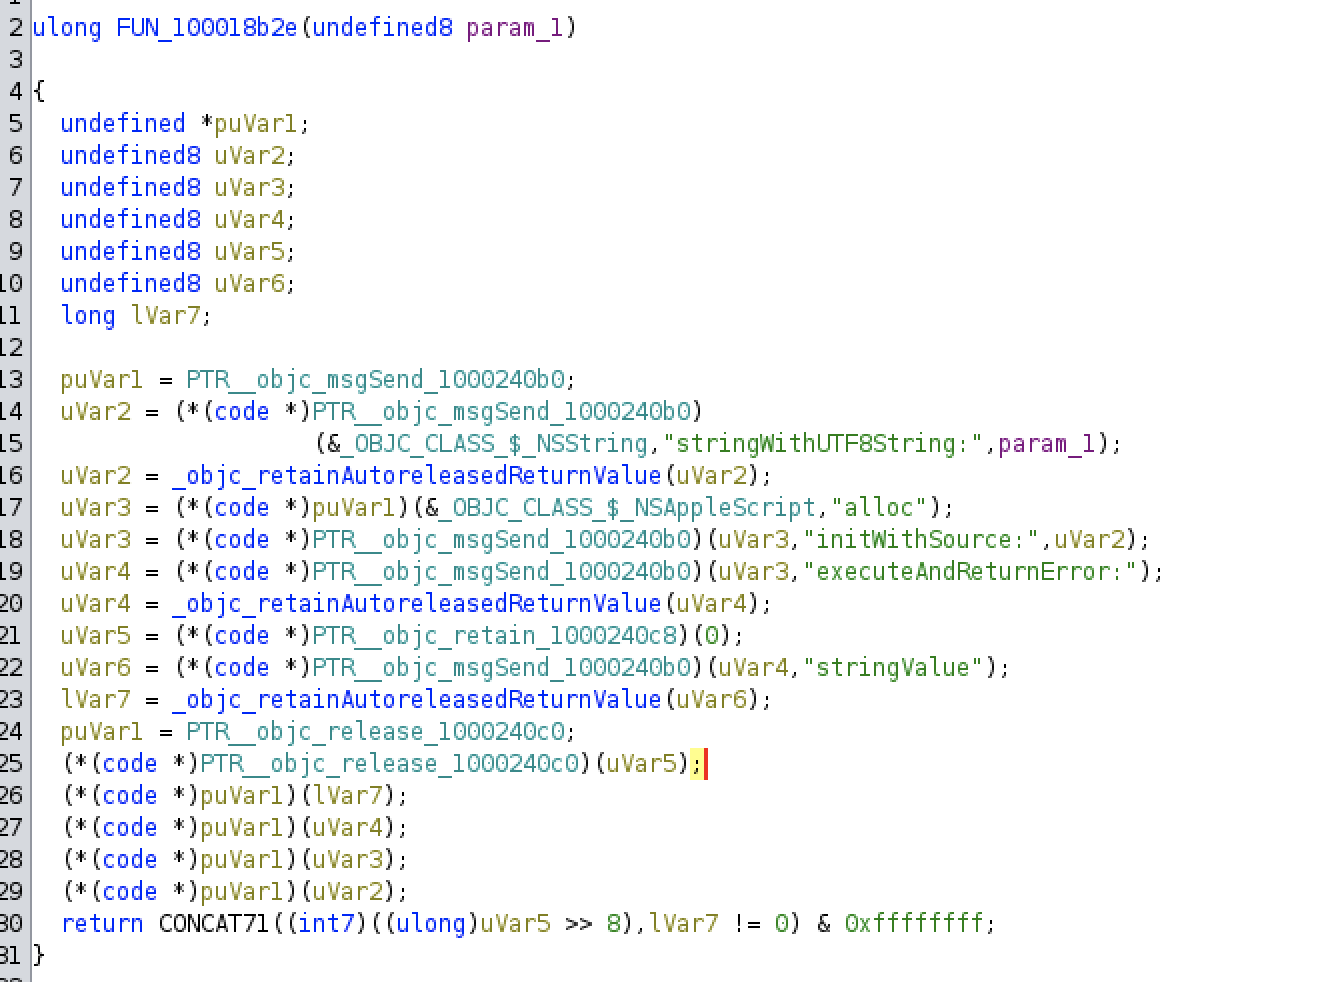 2 ulong FUN_100018b2e(undefined8 param_1)
3
4 {
5 undefined *puVar1;
6 undefined8 uVar2;
7 undefined8 uVar3;
8 undefined8 uVar4;
9 undefined8 uVar5;
10 undefined8 uVar6;
11 long lVar7;
12
13 puVar1 = PTR__objc_msgSend_1000240b0;
14 uVar2 = (*(code *)PTR__objc_msgSend_1000240b0)
15 (&_OBJC_CLASS_$_NSString,"stringWithUTF8String:",param_1);
16 uVar2 = _objc_retainAutoreleasedReturnValue(uVar2);
17 uVar3 = (*(code *)puVar1)(&_OBJC_CLASS_$_NSAppleScript,"alloc");
18 uVar3 = (*(code *)PTR__objc_msgSend_1000240b0)(uVar3,"initWithSource:",uVar2);
19 uVar4 = (*(code *)PTR__objc_msgSend_1000240b0)(uVar3,"executeAndReturnError:");
20 uVar4 = _objc_retainAutoreleasedReturnValue(uVar4);
21 uVar5 = (*(code *)PTR__objc_retain_1000240c8)(0);
22 uVar6 = (*(code *)PTR__objc_msgSend_1000240b0)(uVar4,"stringValue");
23 lVar7 = _objc_retainAutoreleasedReturnValue(uVar6);
24 puVar1 = PTR__objc_release_1000240c0;
25 (*(code *)PTR__objc_release_1000240c0)(uVar5);
26 (*(code *)puVar1)(lVar7);
27 (*(code *)puVar1)(uVar4);
28 (*(code *)puVar1)(uVar3);
29 (*(code *)puVar1)(uVar2);
30 return CONCAT71((int7)((ulong)uVar5 >> 8),lVar7 != 0) & 0xffffffff;
31 }